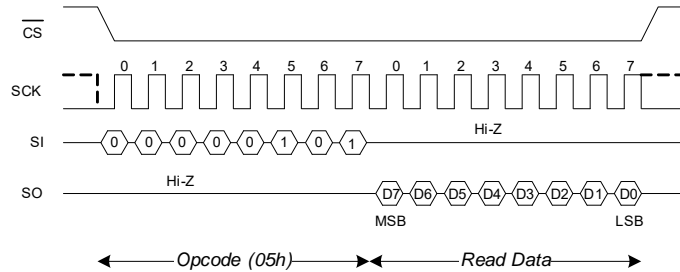 CS
0 1 2 3 4 5 6 7 0 1 2 3 4 5 6 7
SCK
Hi-Z
SI 0 0 0 0 0 1 0 1
Hi-Z
SO D7 D6 D5 D4 D3 D2 D1 D0
MSB LSB
Opcode (05h) Read Data